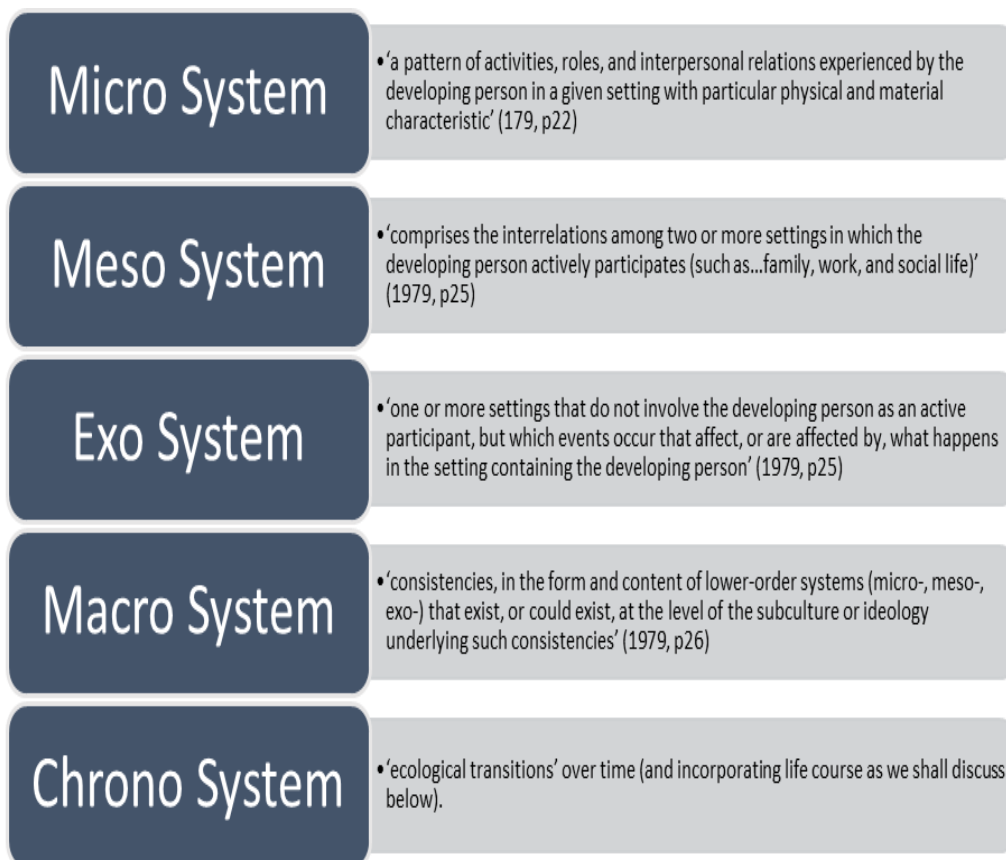 Micro System
•‘a pattern of activities, roles, and interpersonal relations experienced by the
developing person in a given setting with particular physical and material
characteristic’ (179, p22)
Meso System
•‘comprises the interrelations among two or more settings in which the
developing person actively participates (such as...family, work, and social life)’
(1979, p25)
Exo System
•‘one or more settings that do not involve the developing person as an active
participant, but which events occur that affect, or are affected by, what happens
in the setting containing the developing person’ (1979, p25)
Macro System
•‘consistencies, in the form and content of lower-order systems (micro-, meso-,
exo-) that exist, or could exist, at the level of the subculture or ideology
underlying such consistencies’ (1979, p26)
Chrono System
•‘ecological transitions’ over time (and incorporating life course as we shall discuss
below).